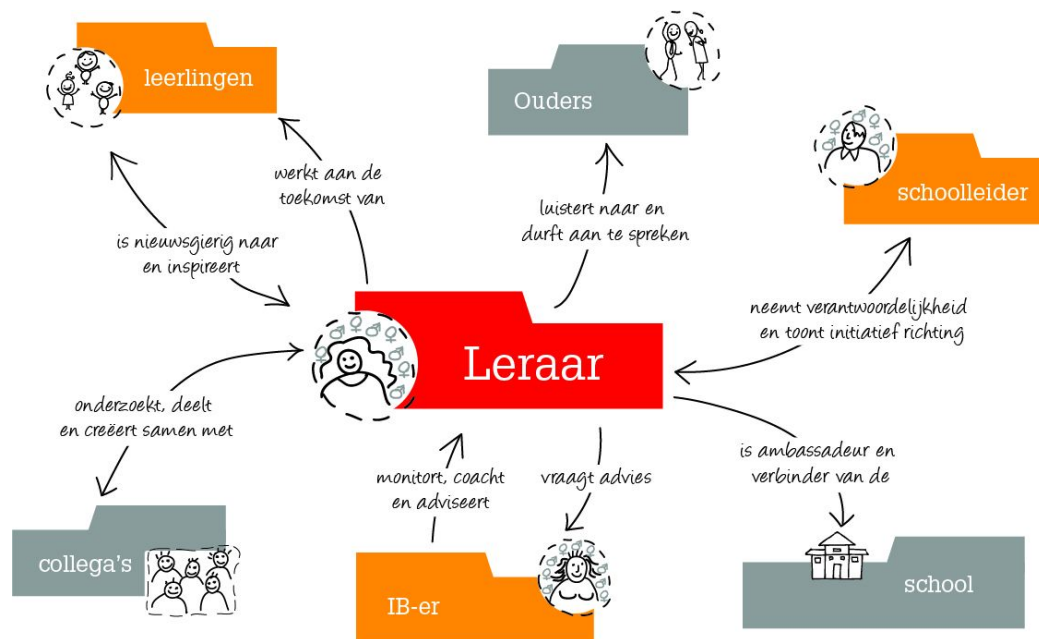 leerlingen
Ouders
schoolleider
werkt aan de
toekomst van
luistert naar en
durft aan te spreken
is nieuwsgierig naar
en inspireert
neemt verantwoordelijkheid
en toont initiatief richting
Leraar
onderzoekt, deelt
en creëert samen met
monitort, coacht
en adviseert
vraagt advies
is ambassadeur en
verbinder van de
collega's
IB-er
school